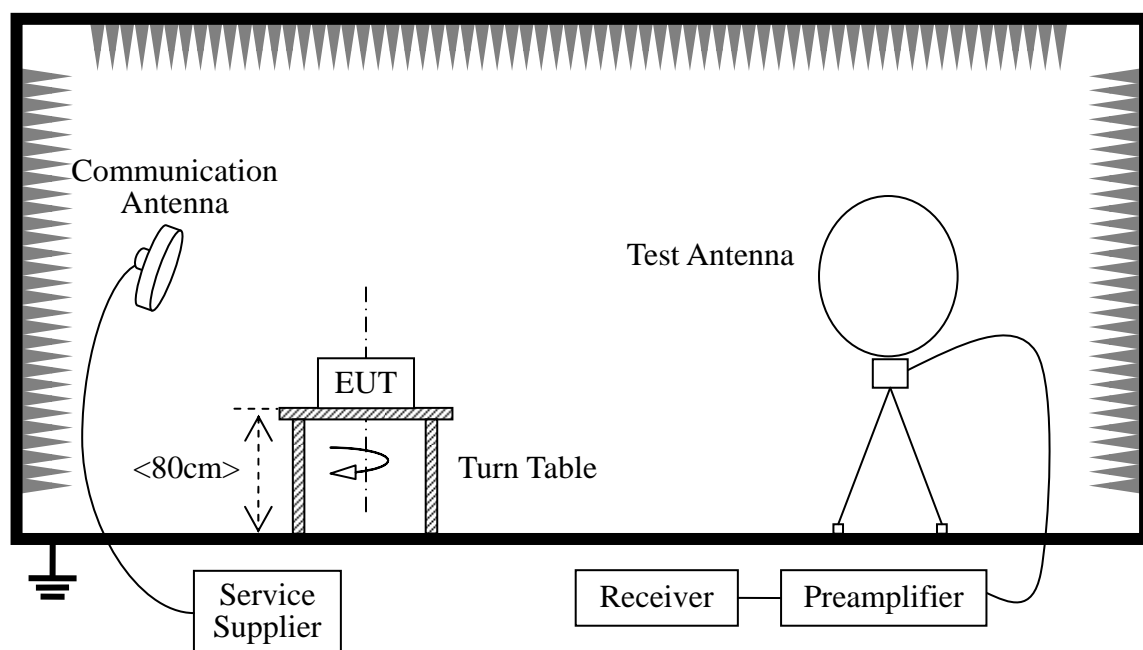 Communication
Antenna
Test Antenna
EUT
<80cm>
Turn Table
Service
Supplier
Receiver
Preamplifier